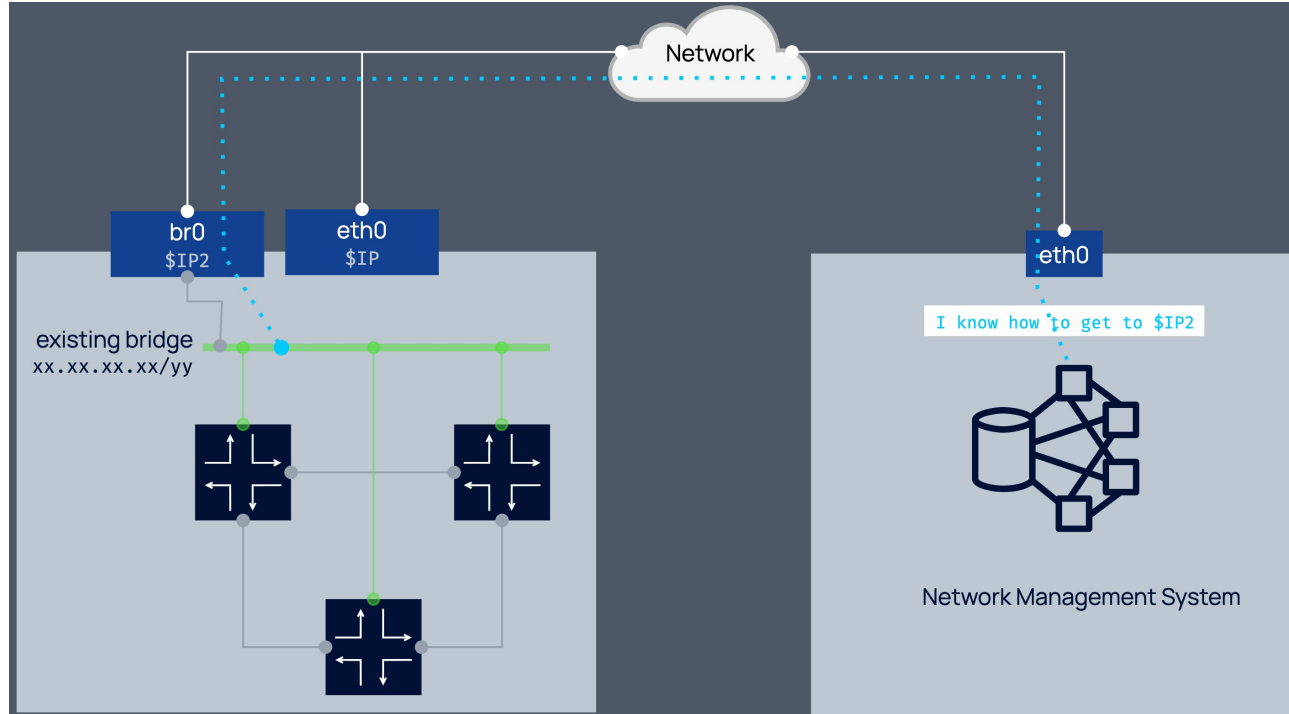 Network
br0
$IP2
eth0
$IP
eth0
existing bridge
xx.xx.xx.xx/yy
I know how to get to $IP2
Network Management System